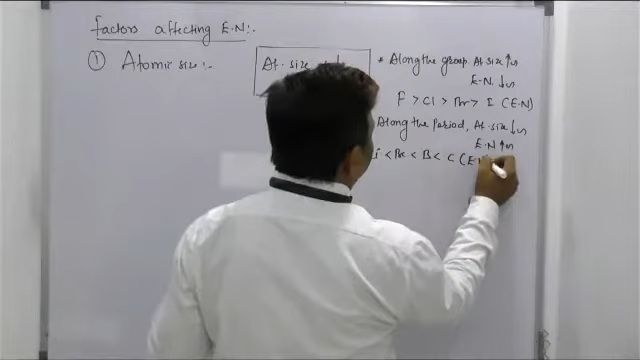 factors affecting E.N:-
① Atomic size:-
At. size
* Along the group At size ↑es
E.N. ↓es
F > Cl > Br > I (E.N)
Along the Period, At. size ↓es
E.N ↑es
< Be < B < C (E.N